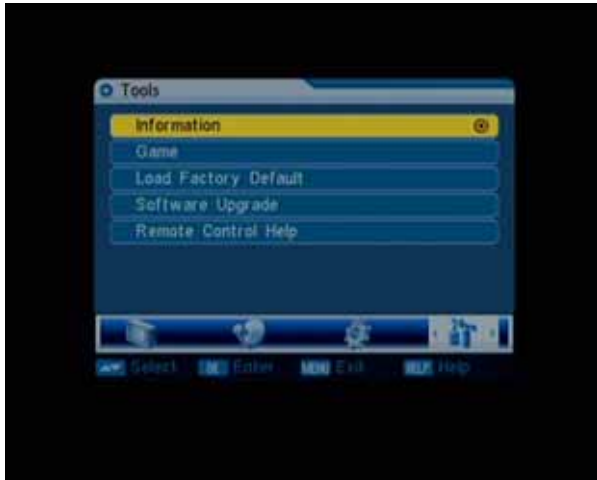 Tools
Information
Game
Load Factory Default
Software Upgrade
Remote Control Help
Select OK Enter MENU Exit HELP Help